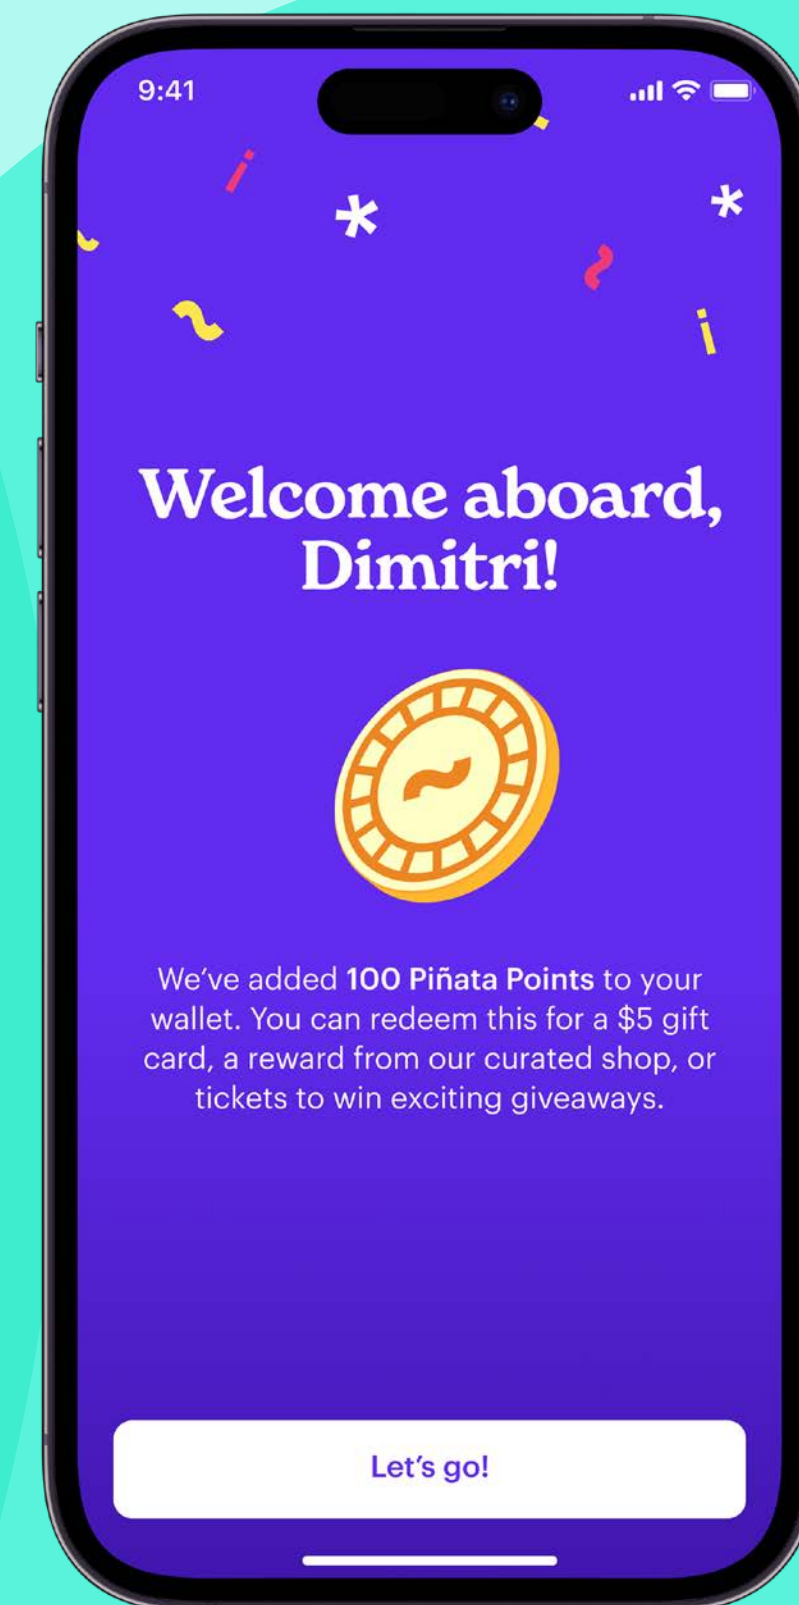 9:41
Welcome aboard,
Dimitri!
We’ve added 100 Piñata Points to your
wallet. You can redeem this for a $5 gift
card, a reward from our curated shop, or
tickets to win exciting giveaways.
Let’s go!